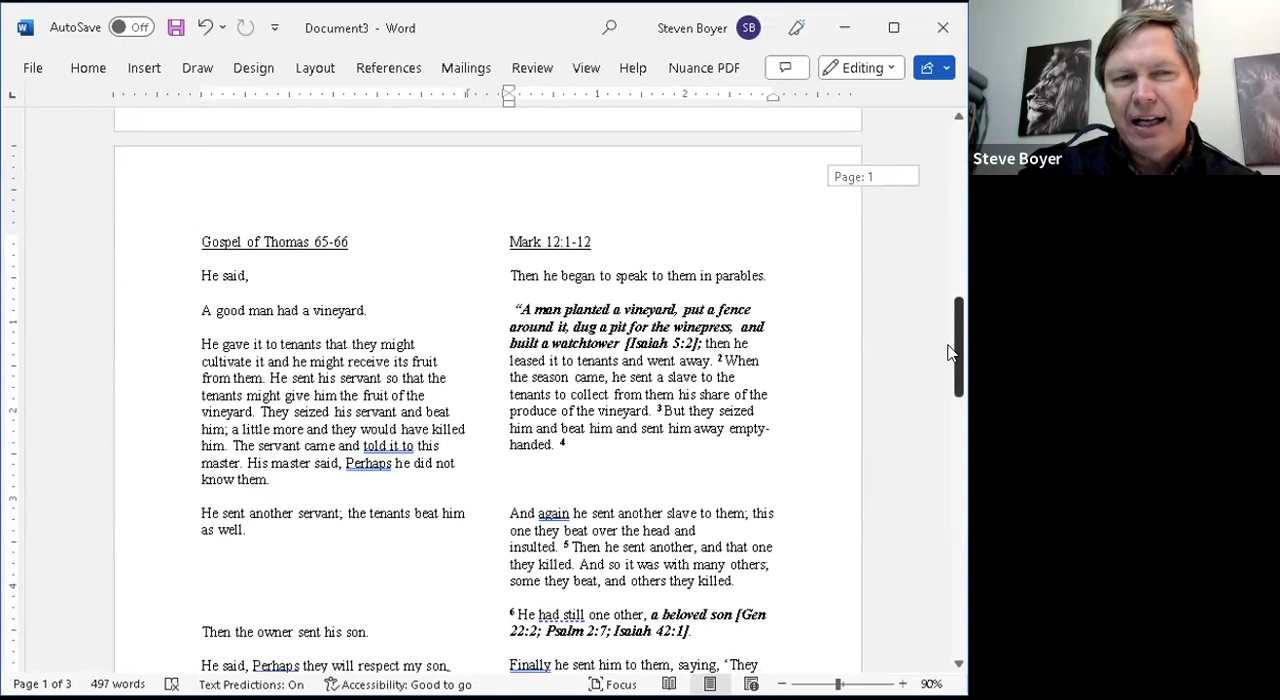 AutoSave Off Document3 - Word Steven Boyer SB
File Home Insert Draw Design Layout References Mailings Review View Help Nuance PDF Editing
1 2
Page: 1
Steve Boyer
Gospel of Thomas 65-66
He said,
A good man had a vineyard.
He gave it to tenants that they might
cultivate it and he might receive its fruit
from them. He sent his servant so that the
tenants might give him the fruit of the
vineyard. They seized his servant and beat
him; a little more and they would have killed
him. The servant came and told it to this
master. His master said, Perhaps he did not
know them.
He sent another servant; the tenants beat him
as well.
Then the owner sent his son.
He said, Perhaps they will respect my son,
Mark 12:1-12
Then he began to speak to them in parables.
“A man planted a vineyard, put a fence
around it, dug a pit for the winepress, and
built a watchtower [Isaiah 5:2]; then he
leased it to tenants and went away. 2 When
the season came, he sent a slave to the
tenants to collect from them his share of the
produce of the vineyard. 3 But they seized
him and beat him and sent him away empty-
handed. 4
And again he sent another slave to them; this
one they beat over the head and
insulted. 5 Then he sent another, and that one
they killed. And so it was with many others;
some they beat, and others they killed.
6 He had still one other, a beloved son [Gen
22:2; Psalm 2:7; Isaiah 42:1].
Finally he sent him to them, saying, ‘They
Page 1 of 3 497 words Text Predictions: On Accessibility: Good to go Focus 90%